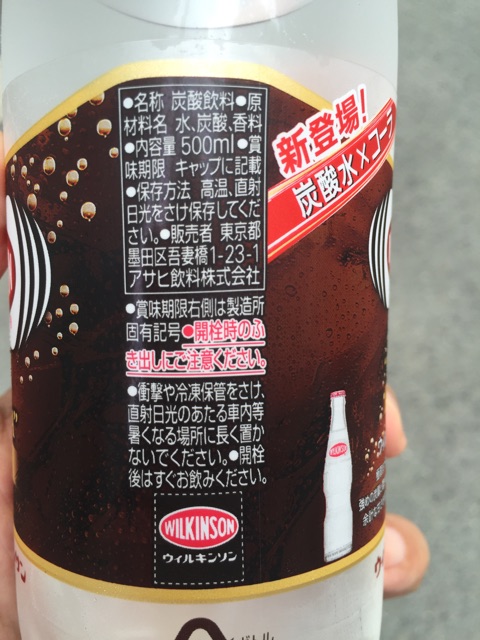 ●名称 炭酸飲料●原
材料名 水、炭酸、香料
●内容量 500ml●賞
味期限 キャップに記載
●保存方法 高温、直射
日光をさけ保存してくだ
さい。●販売者 東京都
墨田区吾妻橋1-23-1
アサヒ飲料株式会社
●賞味期限右側は製造所
固有記号●開栓時のふ
き出しにご注意ください。
●衝撃や冷凍保管をさけ、
直射日光のあたる車内等
暑くなる場所に長く置か
ないでください。●開栓
後はすぐお飲みください。
WILKINSON
ウィルキンソン
新登場!
炭酸水×コーラ